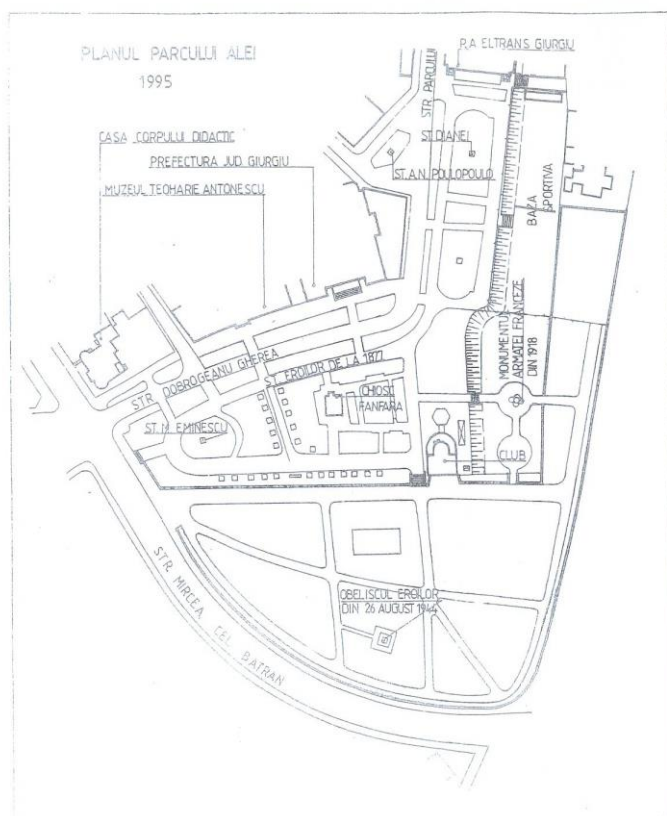 PLANUL PARCULUI ALEI
1995
P.A ELTRANS GIURGIU
STR PARCULUI
CASA CORPULUI DIDACTIC
ST.DIANEI
PREFECTURA JUD. GIURGIU
ST.A.N. POULOPOULO
MUZEUL TEOHARIE ANTONESCU
BAZA
SPORTIVA
MONUMENTUL
ARMATEI FRANCEZE
DIN 1918
STR. DOBROGEANU GHEREA
ST. EROILOR DE LA 1877
CHIOSC
FANFARA
ST. M. EMINESCU
CLUB
STR. MIRCEA CEL BATRAN
OBELISCUL EROILOR
DIN 26 AUGUST 1944